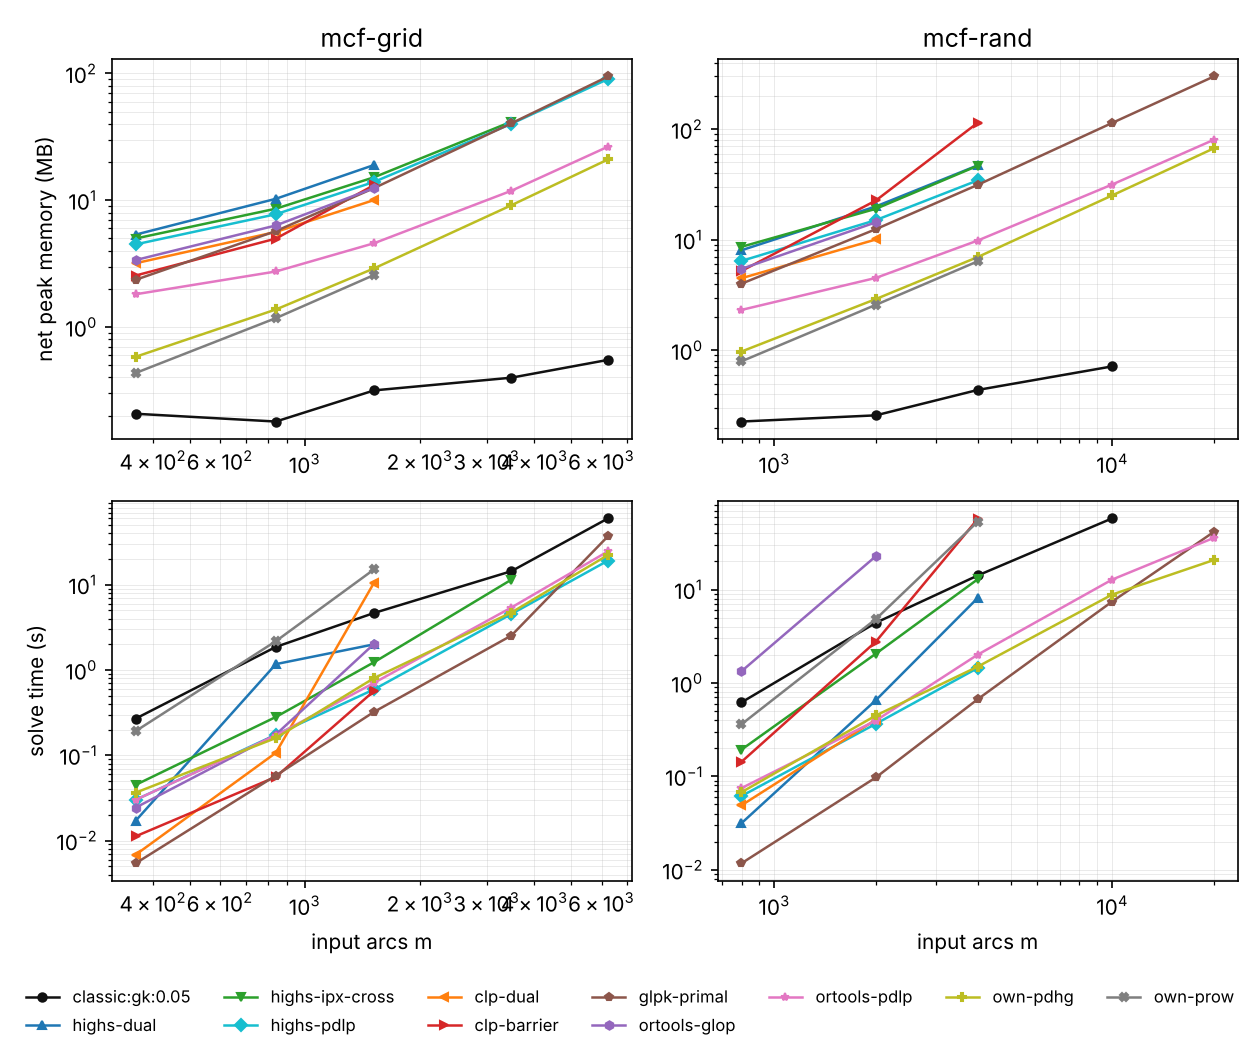 mcf-grid
mcf-rand
net peak memory (MB)
10²
10¹
10⁰
10²
10¹
10⁰
4 × 10² 6 × 10² 10³ 2 × 10³ 3 × 10³ 4 × 10³ 6 × 10³
10³ 10⁴
solve time (s)
10¹
10⁰
10⁻¹
10⁻²
10¹
10⁰
10⁻¹
10⁻²
4 × 10² 6 × 10² 10³ 2 × 10³ 3 × 10³ 4 × 10³ 6 × 10³
10³ 10⁴
input arcs m
input arcs m
classic:gk:0.05 highs-ipx-cross clp-dual glpk-primal ortools-pdlp own-pdhg own-prow
highs-dual highs-pdlp clp-barrier ortools-glop